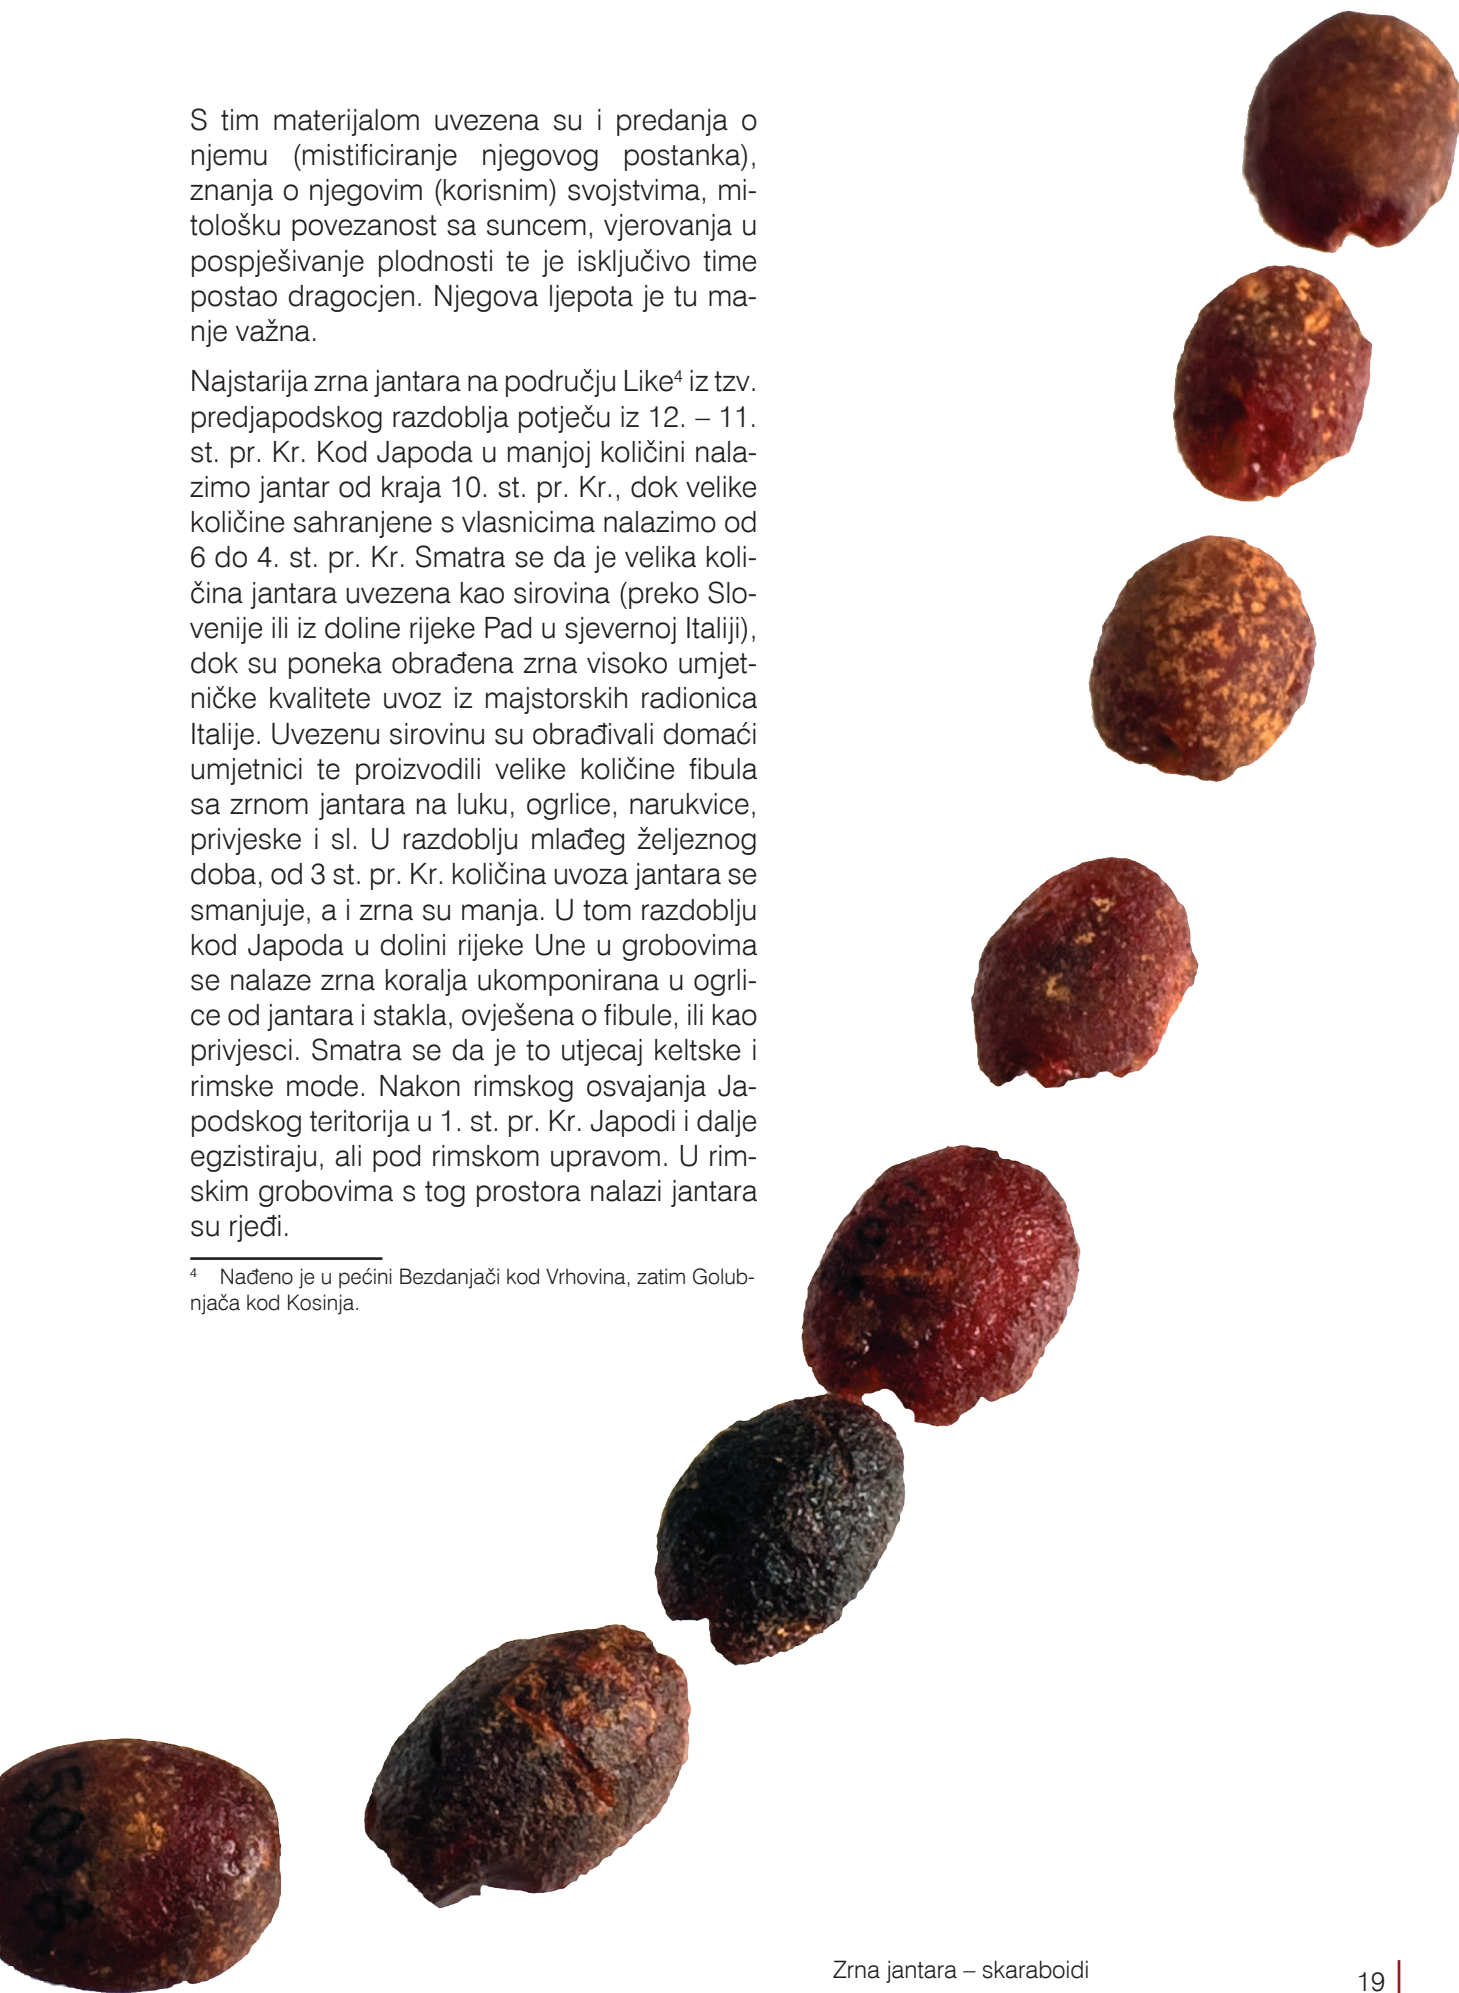 S tim materijalom uvezena su i predanja o
njemu (mistificiranje njegovog postanka),
znanja o njegovim (korisnim) svojstvima, mi-
tološku povezanost sa suncem, vjerovanja u
pospješivanje plodnosti te je isključivo time
postao dragocjen. Njegova ljepota je tu ma-
nje važna.
Najstarija zrna jantara na području Like⁴ iz tzv.
predjapodskog razdoblja potječu iz 12. – 11.
st. pr. Kr. Kod Japoda u manjoj količini nala-
zimo jantar od kraja 10. st. pr. Kr., dok velike
količine sahranjene s vlasnicima nalazimo od
6 do 4. st. pr. Kr. Smatra se da je velika koli-
čina jantara uvezena kao sirovina (preko Slo-
venije ili iz doline rijeke Pad u sjevernoj Italiji),
dok su poneka obrađena zrna visoko umjet-
ničke kvalitete uvoz iz majstorskih radionica
Italije. Uvezenu sirovinu su obrađivali domaći
umjetnici te proizvodili velike količine fibula
sa zrnom jantara na luku, ogrlice, narukvice,
privjeske i sl. U razdoblju mlađeg željeznog
doba, od 3 st. pr. Kr. količina uvoza jantara se
smanjuje, a i zrna su manja. U tom razdoblju
kod Japoda u dolini rijeke Une u grobovima
se nalaze zrna koralja ukomponirana u ogrli-
ce od jantara i stakla, ovješena o fibule, ili kao
privjesci. Smatra se da je to utjecaj keltske i
rimske mode. Nakon rimskog osvajanja Ja-
podskog teritorija u 1. st. pr. Kr. Japodi i dalje
egzistiraju, ali pod rimskom upravom. U rim-
skim grobovima s tog prostora nalazi jantara
su rjeđi.
⁴ Nađeno je u pećini Bezdanjači kod Vrhovina, zatim Golub-
njača kod Kosinja.
Zrna jantara – skaraboidi
19